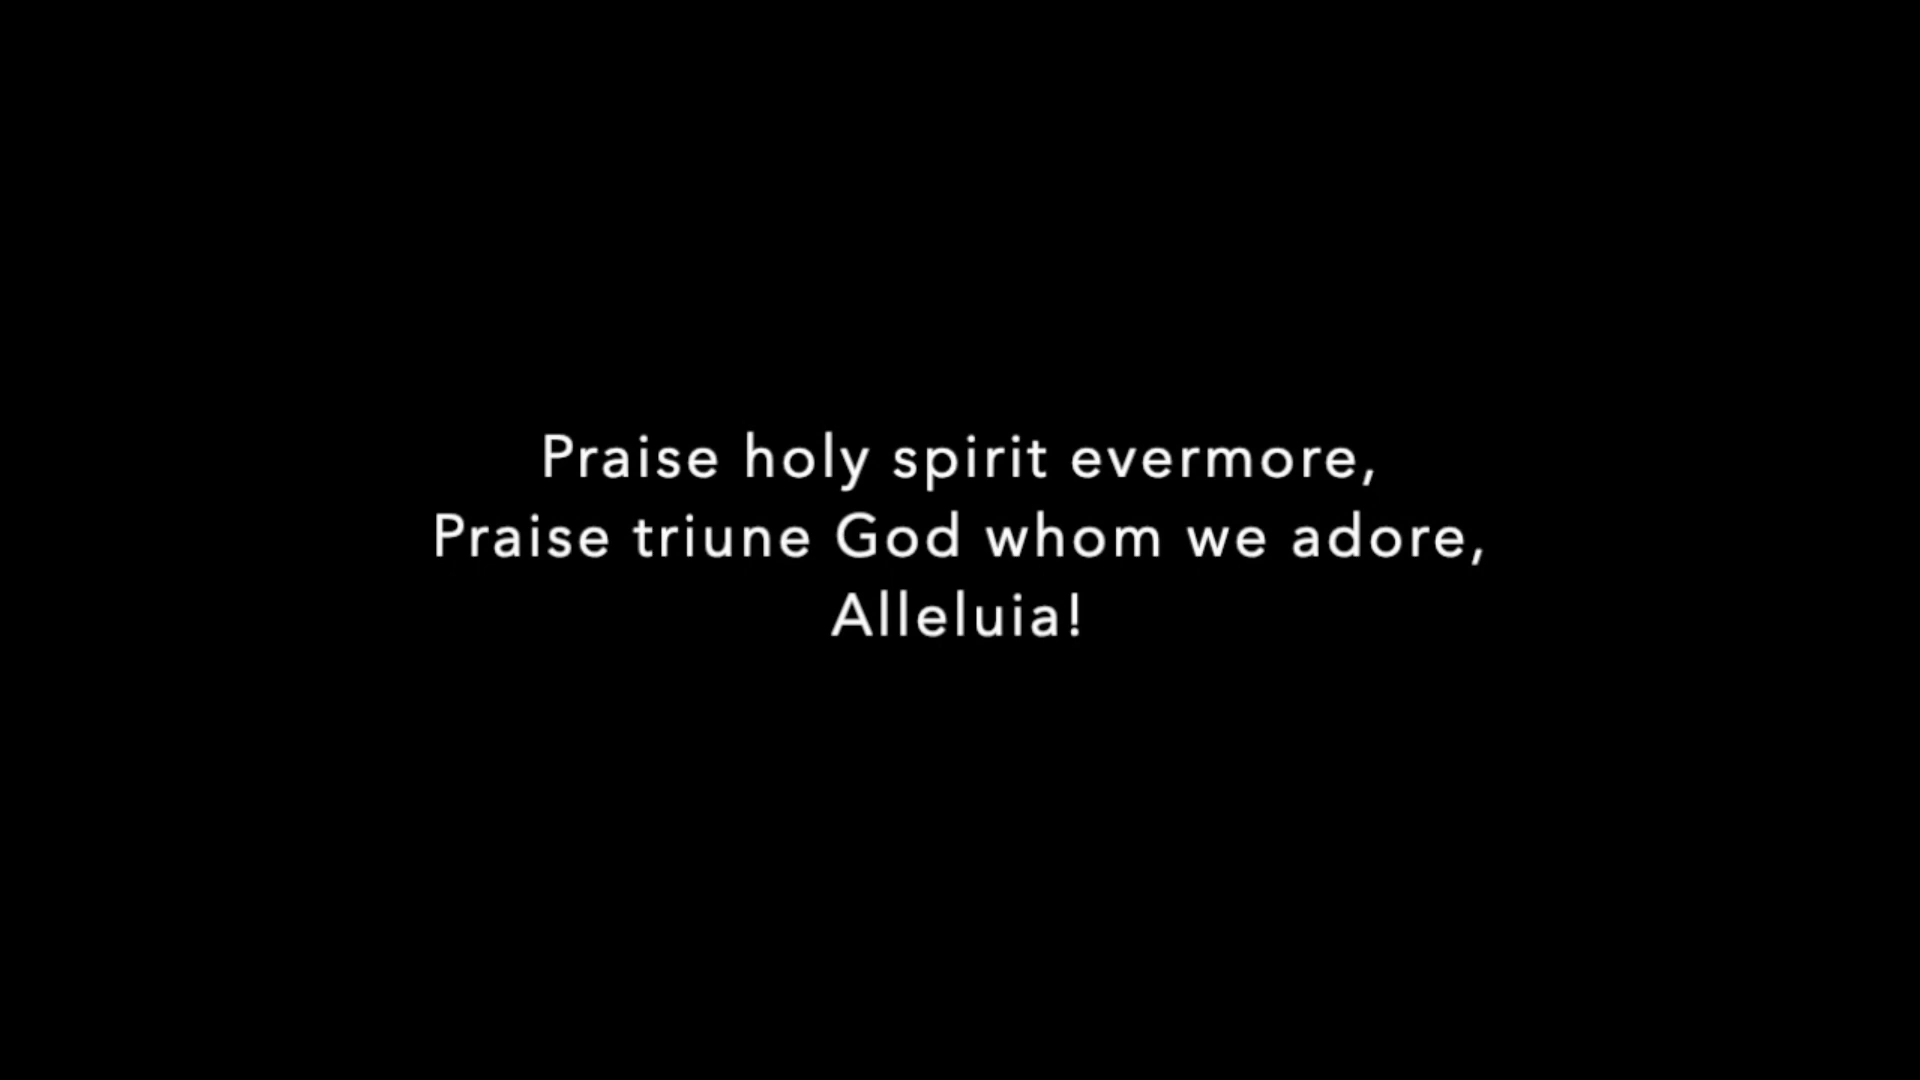 Praise holy spirit evermore,
Praise triune God whom we adore,
Alleluia!